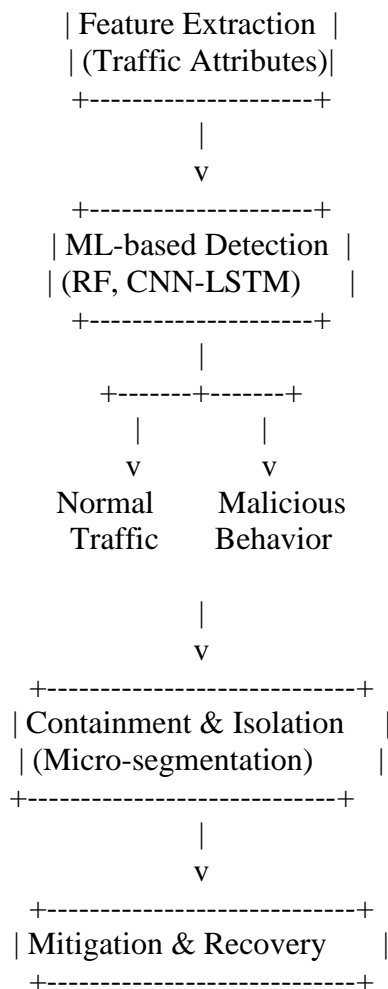 | Feature Extraction |
| (Traffic Attributes)|
+----------------------+
|
v
+----------------------+
| ML-based Detection |
| (RF, CNN-LSTM) |
+----------------------+
|
+-------+-------+
| |
v v
Normal Malicious
Traffic Behavior
|
v
+------------------------------+
| Containment & Isolation |
| (Micro-segmentation) |
+-----------------------------+
|
v
+------------------------------+
| Mitigation & Recovery |
+------------------------------+